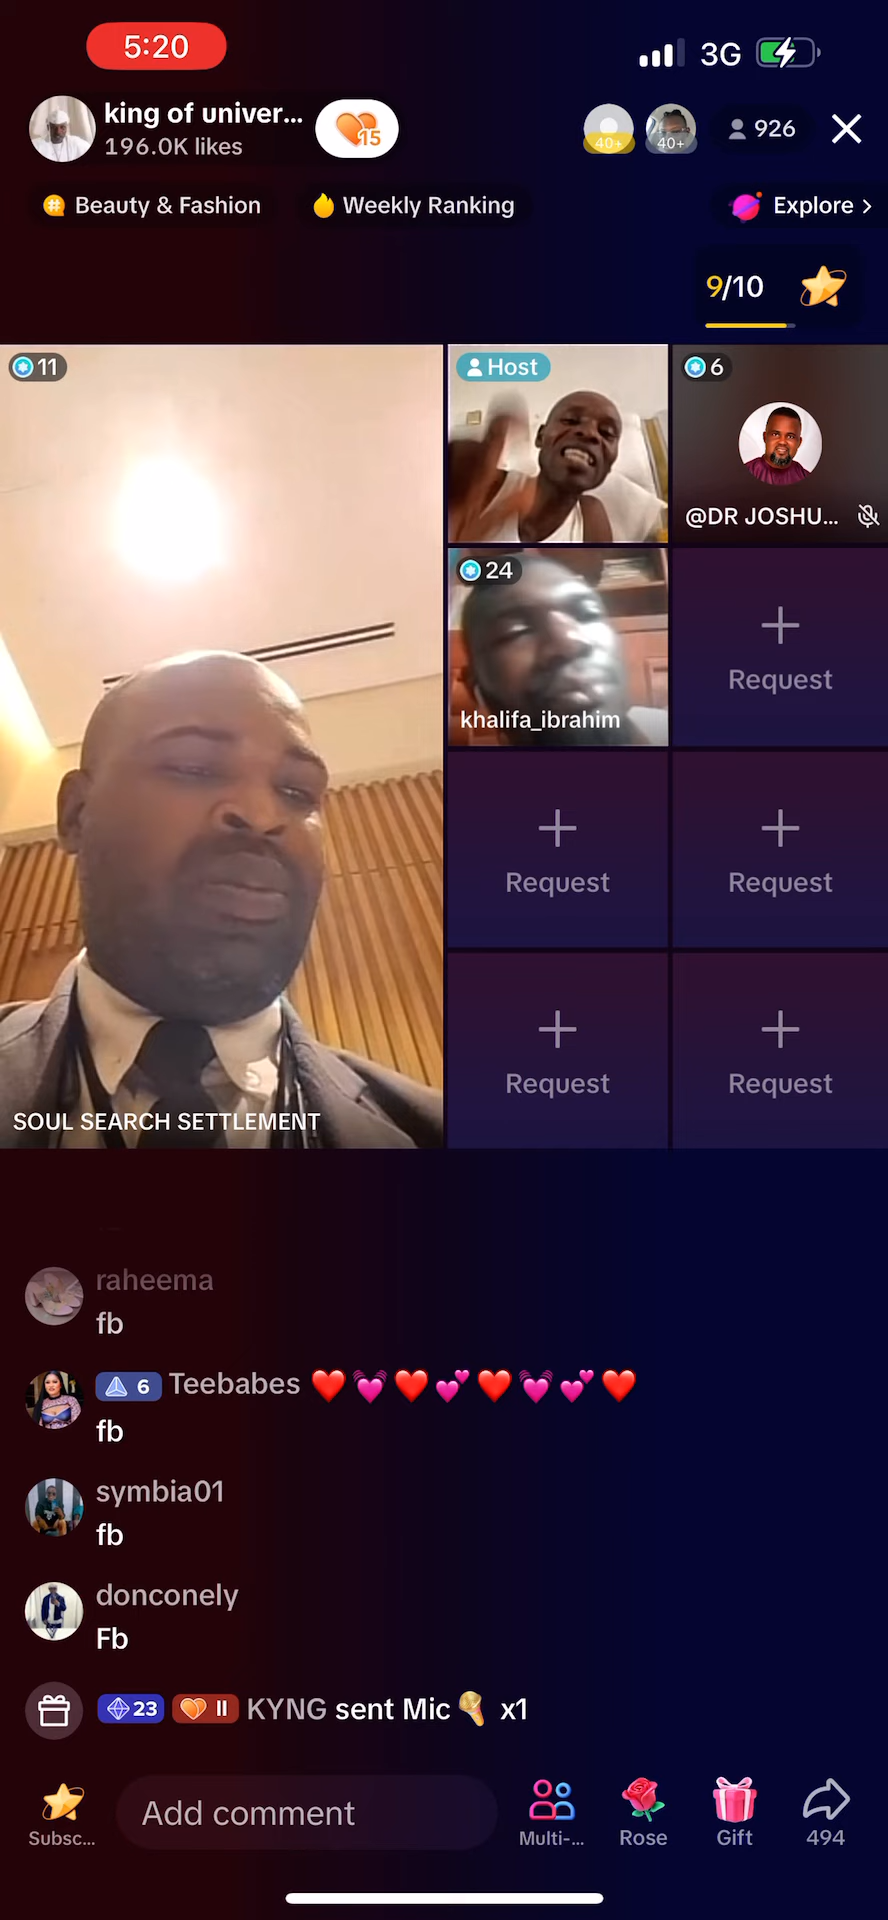 5:20
3G
king of univer...
196.0K likes
15
40+
40+
926
Beauty & Fashion
Weekly Ranking
Explore >
9/10
11
Host
6
@DR JOSHU...
24
khalifa_ibrahim
Request
Request
Request
Request
Request
SOUL SEARCH SETTLEMENT
raheema
fb
6 Teebabes ❤️💓❤️💕❤️💓💕❤️
fb
symbia01
fb
donconely
Fb
23 II KYNG sent Mic x1
Add comment
Subsc...
Multi-...
Rose
Gift
494